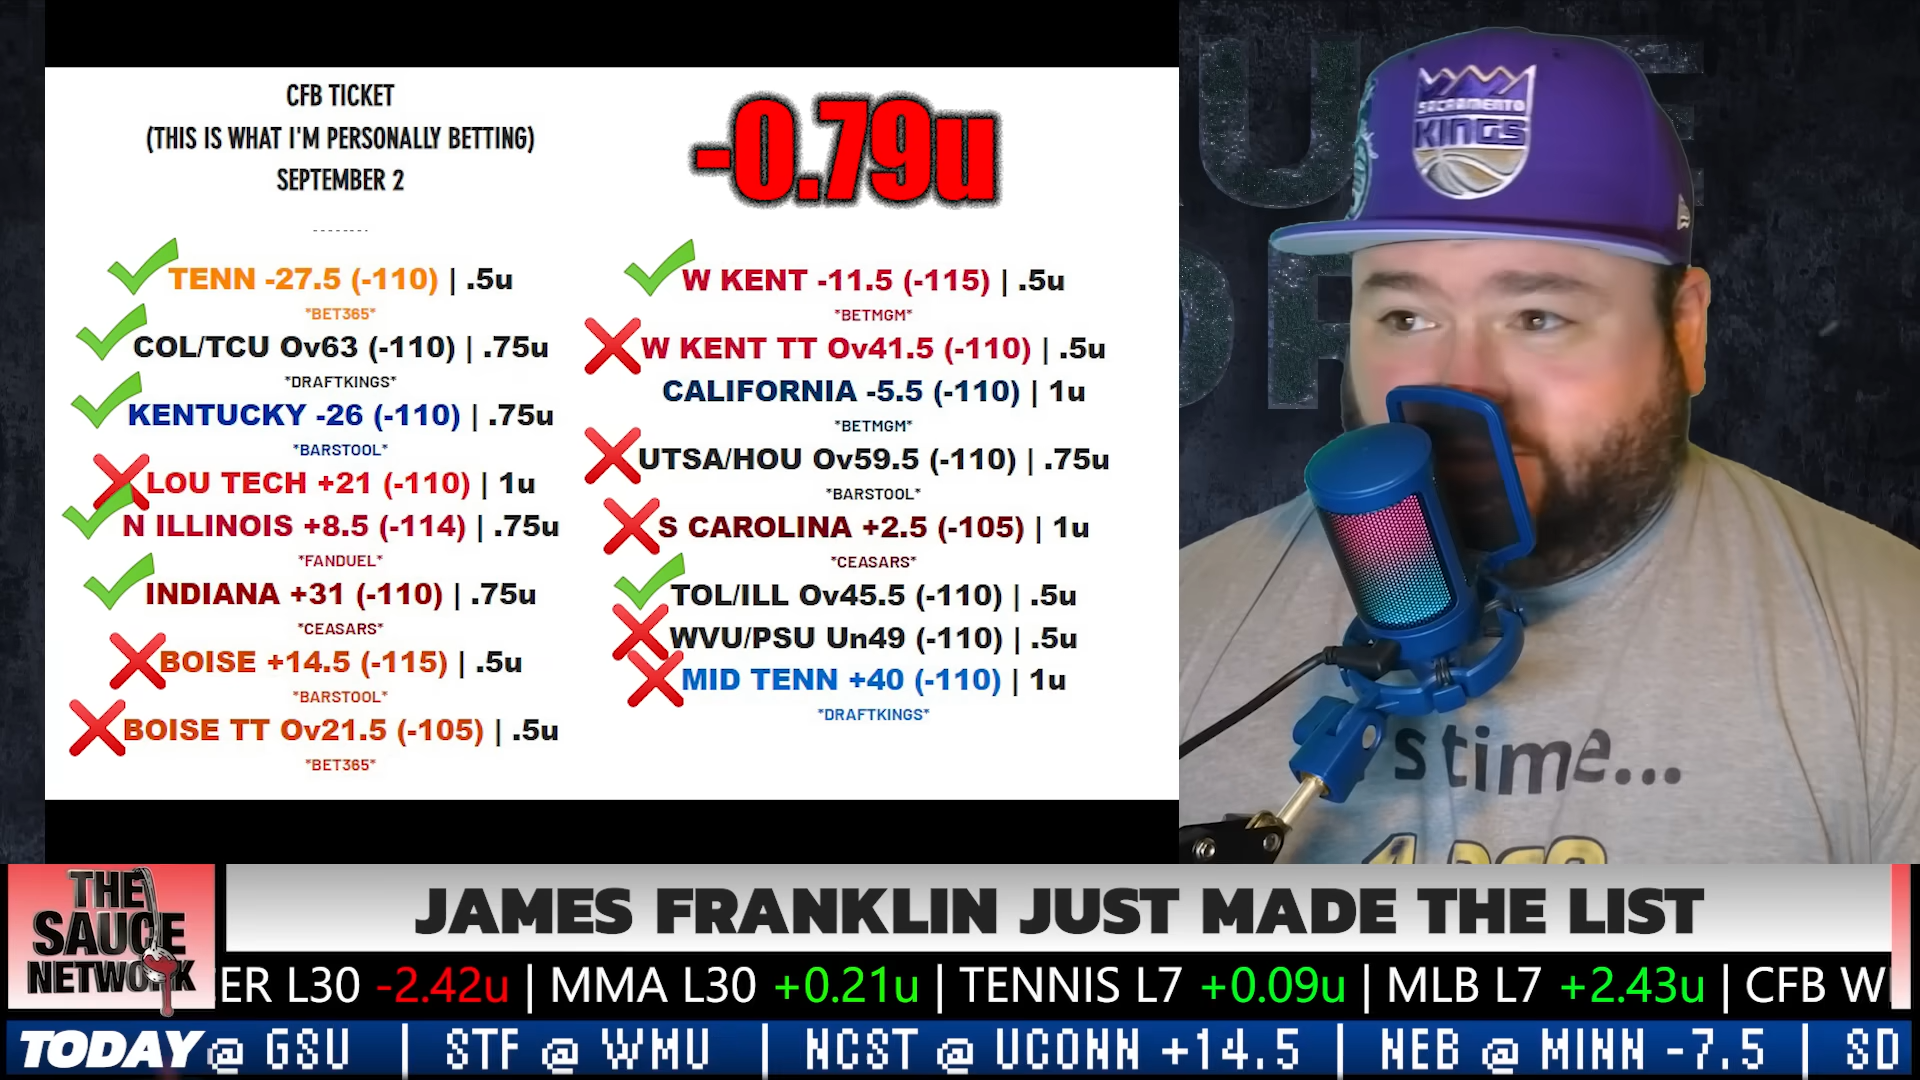 CFB TICKET
(THIS IS WHAT I'M PERSONALLY BETTING)
SEPTEMBER 2
--------
-0.79u
TENN -27.5 (-110) | .5u
*BET365*
COL/TCU Ov63 (-110) | .75u
*DRAFTKINGS*
KENTUCKY -26 (-110) | .75u
*BARSTOOL*
LOU TECH +21 (-110) | 1u
N ILLINOIS +8.5 (-114) | .75u
*FANDUEL*
INDIANA +31 (-110) | .75u
*CEASARS*
BOISE +14.5 (-115) | .5u
*BARSTOOL*
BOISE TT Ov21.5 (-105) | .5u
*BET365*
W KENT -11.5 (-115) | .5u
*BETMGM*
W KENT TT Ov41.5 (-110) | .5u
CALIFORNIA -5.5 (-110) | 1u
*BETMGM*
UTSA/HOU Ov59.5 (-110) | .75u
*BARSTOOL*
S CAROLINA +2.5 (-105) | 1u
*CEASARS*
TOL/ILL Ov45.5 (-110) | .5u
WVU/PSU Un49 (-110) | .5u
MID TENN +40 (-110) | 1u
*DRAFTKINGS*
SACRAMENTO
KINGS
s time...
THE
SAUCE
NETWORK
JAMES FRANKLIN JUST MADE THE LIST
ER L30 -2.42u | MMA L30 +0.21u | TENNIS L7 +0.09u | MLB L7 +2.43u | CFB W
TODAY @ GSU | STF @ WMU | NCST @ UCONN +14.5 | NEB @ MINN -7.5 | SD